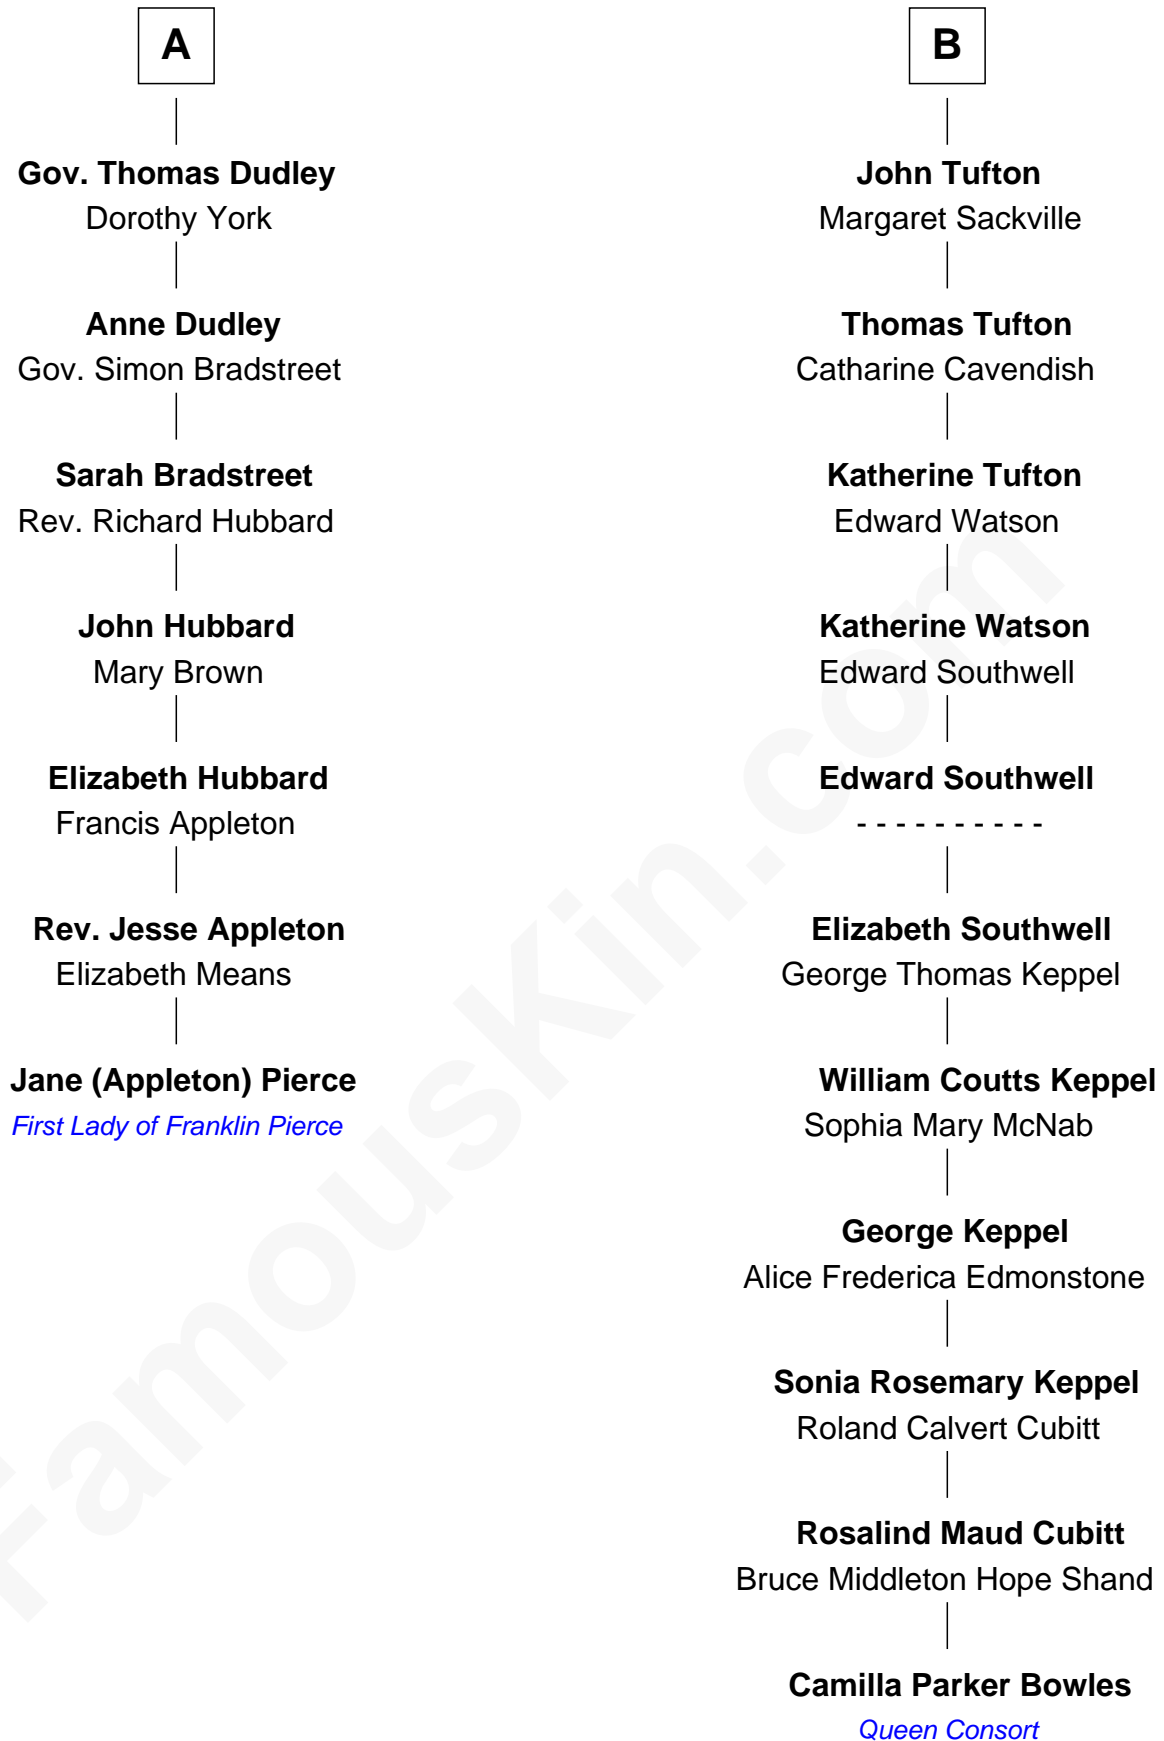 A
Gov. Thomas Dudley
Dorothy York
Anne Dudley
Gov. Simon Bradstreet
Sarah Bradstreet
Rev. Richard Hubbard
John Hubbard
Mary Brown
Elizabeth Hubbard
Francis Appleton
Rev. Jesse Appleton
Elizabeth Means
Jane (Appleton) Pierce
First Lady of Franklin Pierce
B
John Tufton
Margaret Sackville
Thomas Tufton
Catharine Cavendish
Katherine Tufton
Edward Watson
Katherine Watson
Edward Southwell
Edward Southwell
- - - - - - - - - -
Elizabeth Southwell
George Thomas Keppel
William Coutts Keppel
Sophia Mary McNab
George Keppel
Alice Frederica Edmonstone
Sonia Rosemary Keppel
Roland Calvert Cubitt
Rosalind Maud Cubitt
Bruce Middleton Hope Shand
Camilla Parker Bowles
Queen Consort
FamousKin.com